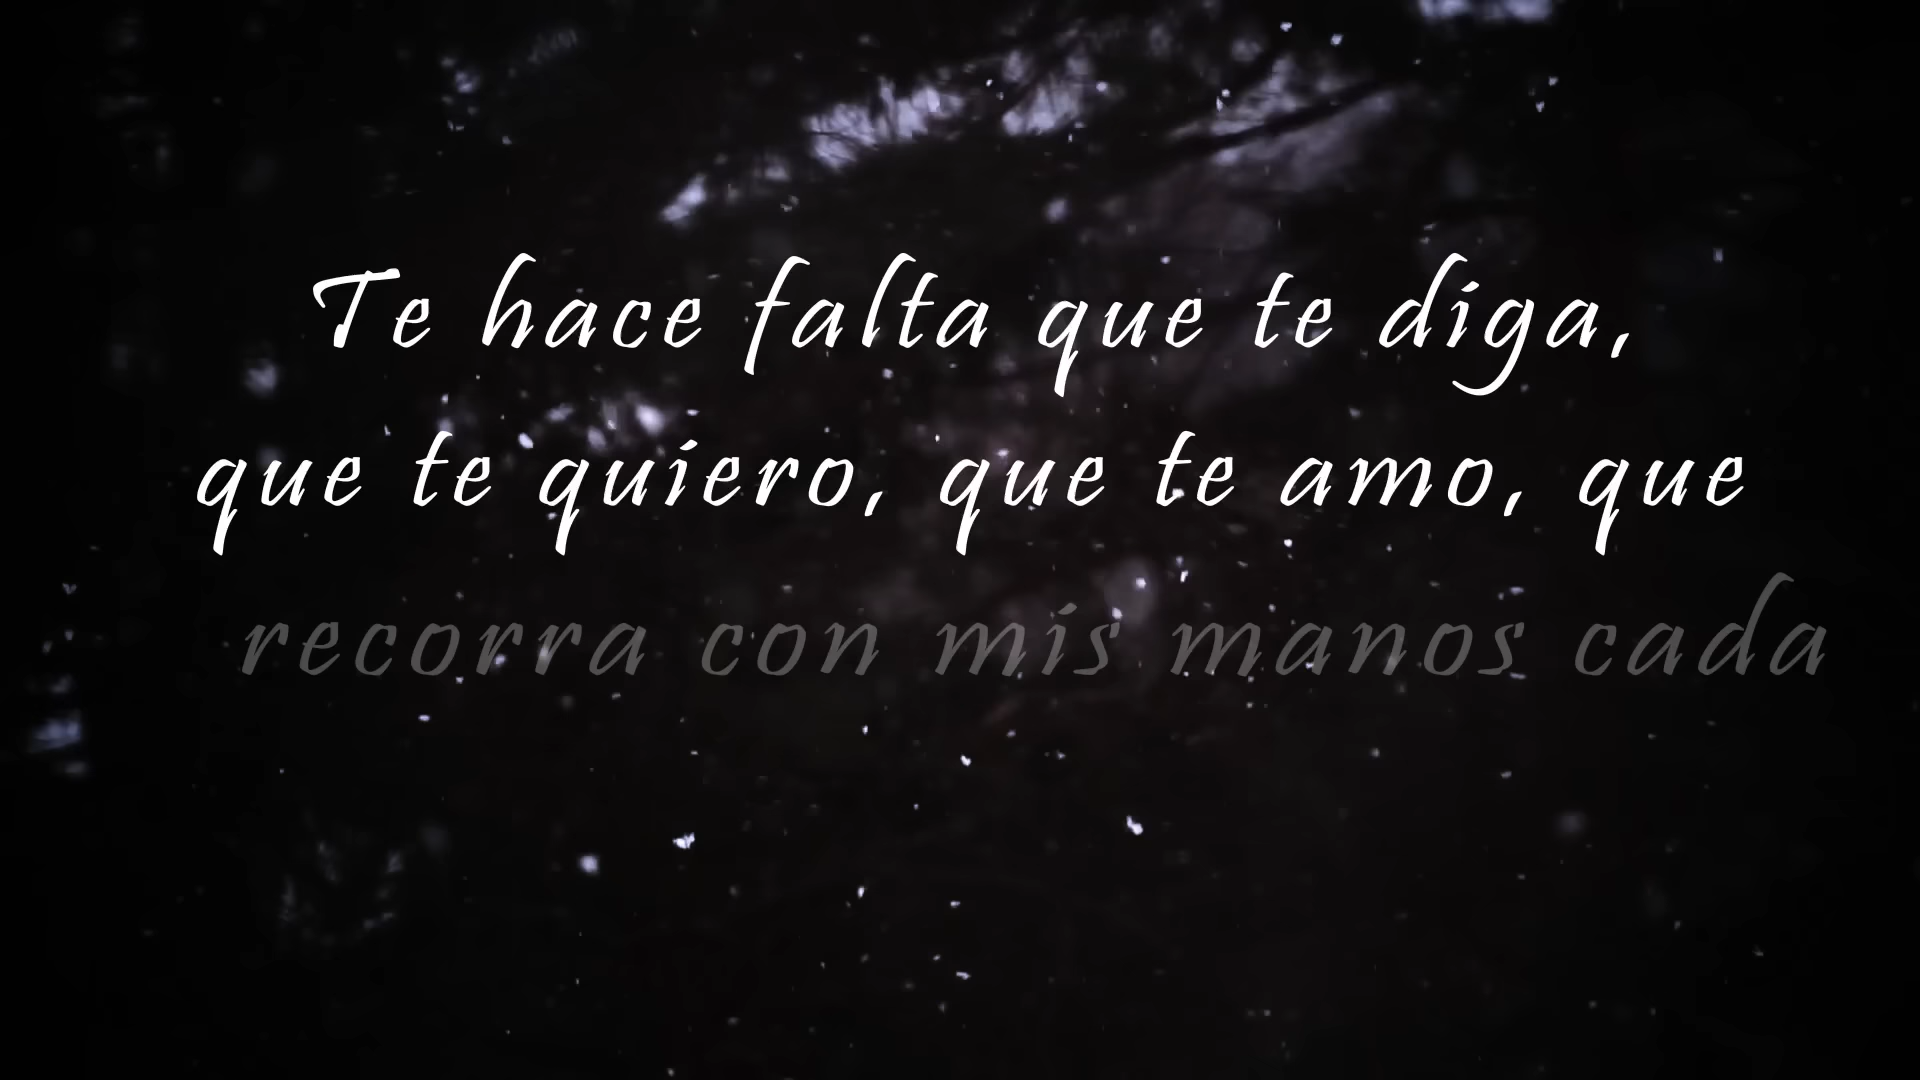 Te hace falta que te diga,
que te quiero, que te amo, que
recorra con mis manos cada